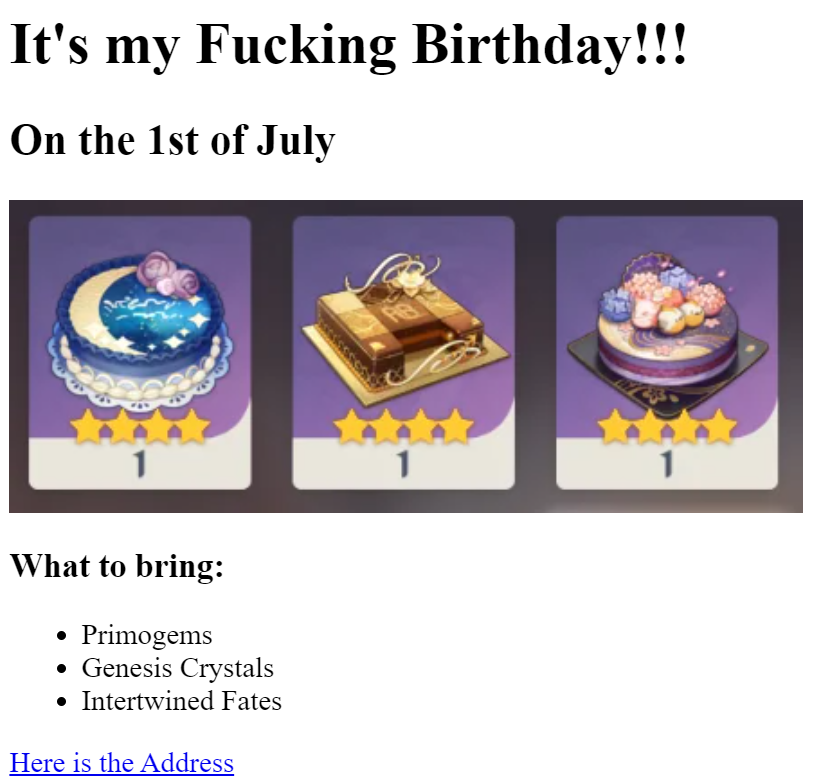 It's my Fucking Birthday!!!
On the 1st of July
1 1 1
What to bring:
• Primogems
• Genesis Crystals
• Intertwined Fates
Here is the Address